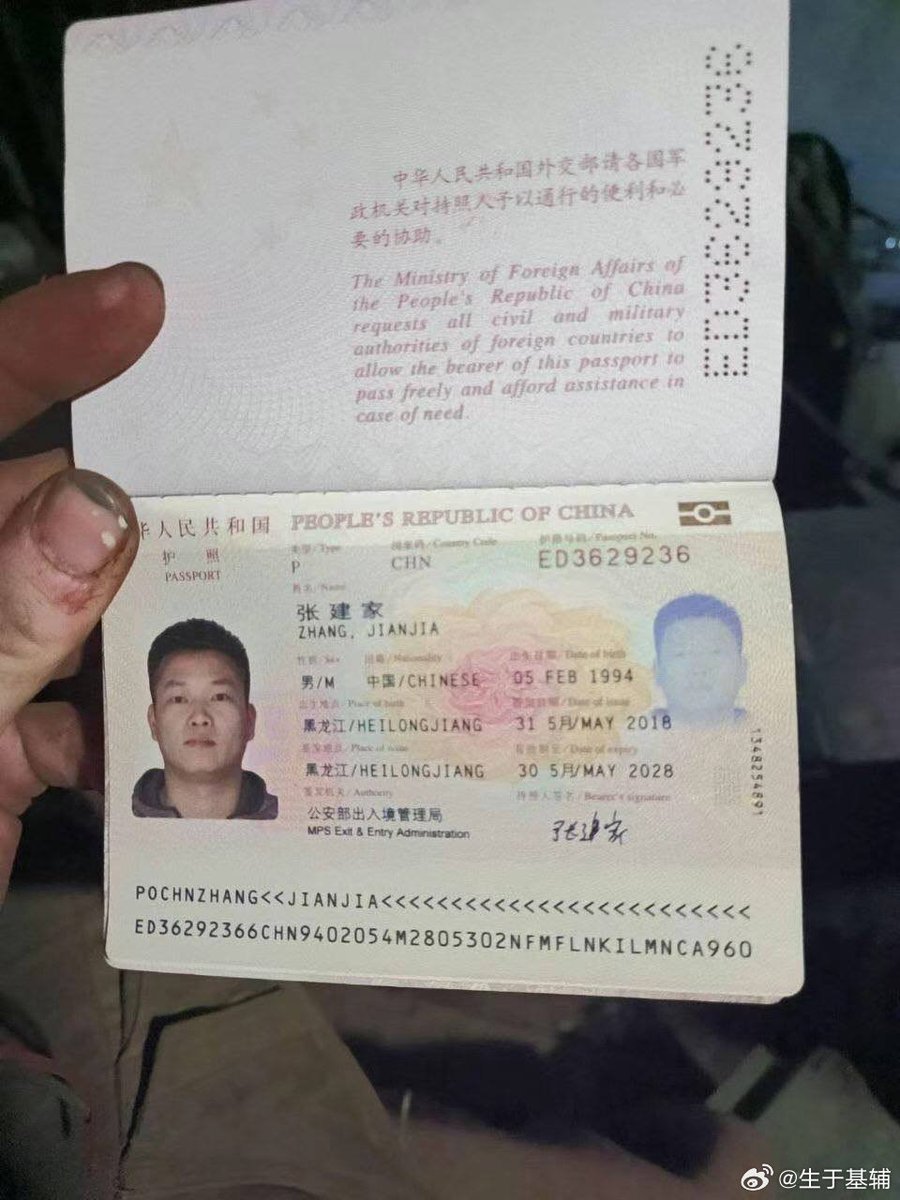 中华人民共和国外交部请各国军
政机关对持照人予以通行的便利和必
要的协助。
The Ministry of Foreign Affairs of
the People's Republic of China
requests all civil and military
authorities of foreign countries to
allow the bearer of this passport to
pass freely and afford assistance in
case of need.
ED3629236
华人民共和国 PEOPLE'S REPUBLIC OF CHINA
护 照
PASSPORT
类型/Type 国家码/Country Code 护照号码/Passport No.
P CHN ED3629236
姓名/Name
张建家
ZHANG, JIANJIA
性别/Sex 国籍/Nationality 出生日期/Date of birth
男/M 中国/CHINESE 05 FEB 1994
出生地点/Place of birth 签发日期/Date of issue
黑龙江/HEILONGJIANG 31 5月/MAY 2018
签发地点/Place of issue 有效期至/Date of expiry
黑龙江/HEILONGJIANG 30 5月/MAY 2028
签发机关/Authority 持照人签名/Bearer's signature
公安部出入境管理局
MPS Exit & Entry Administration
张建家
1348254891
POCHNZHANG<<JIANJIA<<<<<<<<<<<<<<<<<<<<<<<<<
ED36292366CHN9402054M2805302NFMFLNKILMNCA960
@生于基辅